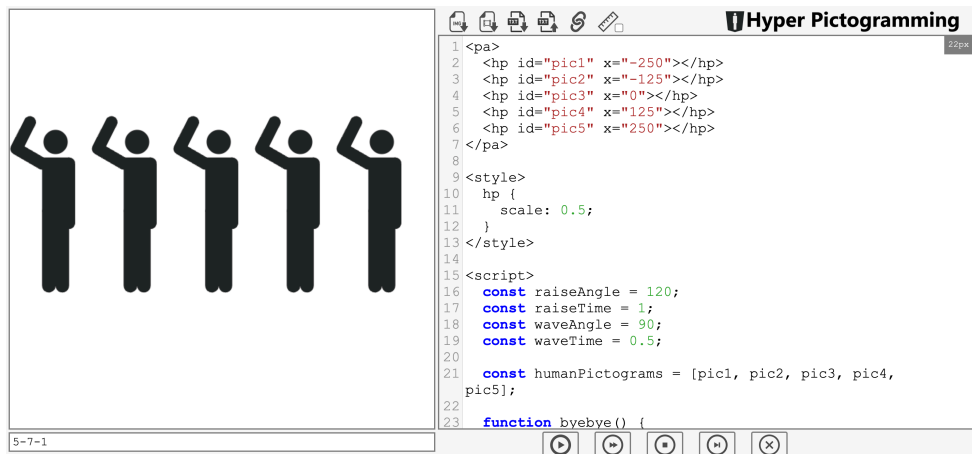 IMG TXT TXT
Hyper Pictogramming
22px
1 <pa>
2   <hp id="pic1" x="-250"></hp>
3   <hp id="pic2" x="-125"></hp>
4   <hp id="pic3" x="0"></hp>
5   <hp id="pic4" x="125"></hp>
6   <hp id="pic5" x="250"></hp>
7 </pa>
8
9 <style>
10   hp {
11     scale: 0.5;
12   }
13 </style>
14
15 <script>
16   const raiseAngle = 120;
17   const raiseTime = 1;
18   const waveAngle = 90;
19   const waveTime = 0.5;
20
21   const humanPictograms = [pic1, pic2, pic3, pic4,
pic5];
22
23   function byebye() {
5-7-1